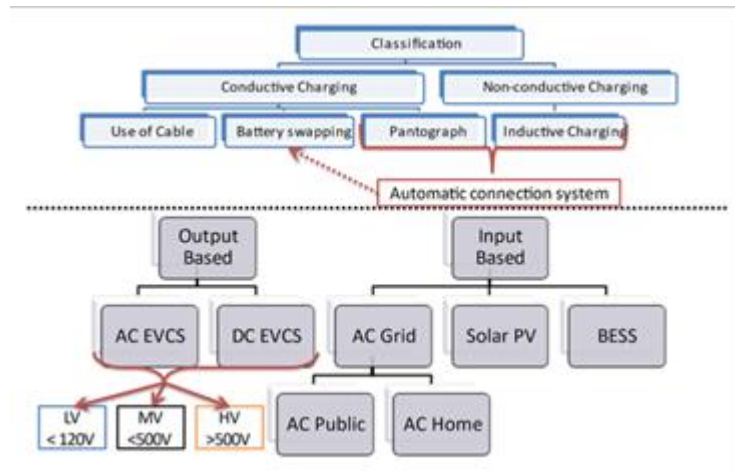 Classification
Conductive Charging
Non-conductive Charging
Use of Cable
Battery swapping
Pantograph
Inductive Charging
Automatic connection system
Output
Based
Input
Based
AC EVCS
DC EVCS
AC Grid
Solar PV
BESS
LV
< 120V
MV
<500V
HV
>500V
AC Public
AC Home